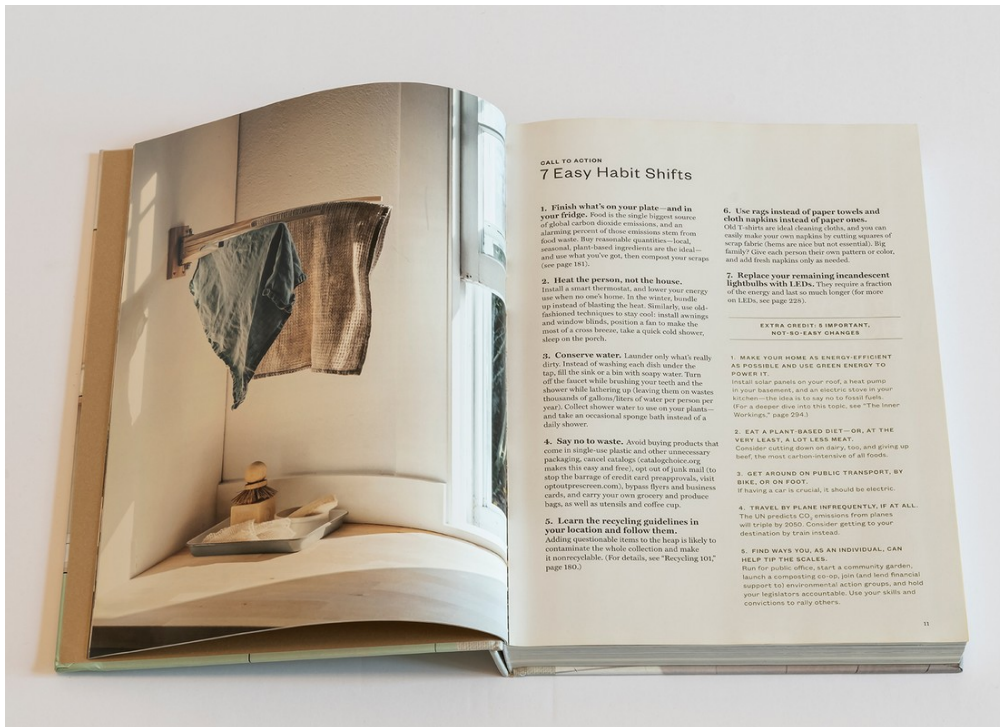 CALL TO ACTION
7 Easy Habit Shifts
1. Finish what's on your plate—and in
your fridge. Food is the single biggest source
of global carbon dioxide emissions, and an
alarming percent of those emissions stem from
food waste. Buy reasonable quantities—local,
seasonal, plant-based ingredients are the ideal—
and use what you've got, then compost your scraps
(see page 181).
2. Heat the person, not the house.
Install a smart thermostat, and lower your energy
use when no one's home. In the winter, bundle
up instead of blasting the heat. Similarly, use old-
fashioned techniques to stay cool: install awnings
and window blinds, position a fan to make the
most of a cross breeze, take a quick cold shower,
sleep on the porch.
3. Conserve water. Launder only what's really
dirty. Instead of washing each dish under the
tap, fill the sink or a bin with soapy water. Turn
off the faucet while brushing your teeth and the
shower while lathering up (leaving them on wastes
thousands of gallons/liters of water per person per
year). Collect shower water to use on your plants—
and take an occasional sponge bath instead of a
daily shower.
4. Say no to waste. Avoid buying products that
come in single-use plastic and other unnecessary
packaging, cancel catalogs (catalogchoice.org
makes this easy and free), opt out of junk mail (to
stop the barrage of credit card preapprovals, visit
optoutprescreen.com), bypass flyers and business
cards, and carry your own grocery and produce
bags, as well as utensils and coffee cup.
5. Learn the recycling guidelines in
your location and follow them.
Adding questionable items to the heap is likely to
contaminate the whole collection and make
it nonrecyclable. (For details, see "Recycling 101,"
page 180.)
6. Use rags instead of paper towels and
cloth napkins instead of paper ones.
Old T-shirts are ideal cleaning cloths, and you can
easily make your own napkins by cutting squares of
scrap fabric (hems are nice but not essential). Big
family? Give each person their own pattern or color,
and add fresh napkins only as needed.
7. Replace your remaining incandescent
lightbulbs with LEDs. They require a fraction
of the energy and last so much longer (for more
on LEDs, see page 228).
EXTRA CREDIT: 5 IMPORTANT,
NOT-SO-EASY CHANGES
1. MAKE YOUR HOME AS ENERGY-EFFICIENT
AS POSSIBLE AND USE GREEN ENERGY TO
POWER IT.
Install solar panels on your roof, a heat pump
in your basement, and an electric stove in your
kitchen—the idea is to say no to fossil fuels.
(For a deeper dive into this topic, see "The Inner
Workings," page 294.)
2. EAT A PLANT-BASED DIET—OR, AT THE
VERY LEAST, A LOT LESS MEAT.
Consider cutting down on dairy, too, and giving up
beef, the most carbon-intensive of all foods.
3. GET AROUND ON PUBLIC TRANSPORT, BY
BIKE, OR ON FOOT.
If having a car is crucial, it should be electric.
4. TRAVEL BY PLANE INFREQUENTLY, IF AT ALL.
The UN predicts CO₂ emissions from planes
will triple by 2050. Consider getting to your
destination by train instead.
5. FIND WAYS YOU, AS AN INDIVIDUAL, CAN
HELP TIP THE SCALES.
Run for public office, start a community garden,
launch a composting co-op, join (and lend financial
support to) environmental action groups, and hold
your legislators accountable. Use your skills and
convictions to rally others.
11